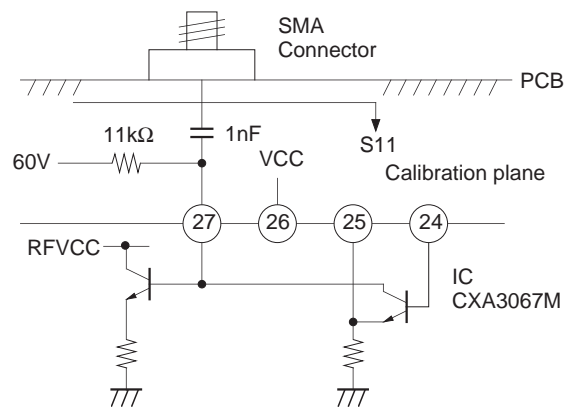 SMA
Connector
PCB
11kΩ
1nF
S11
60V
VCC
Calibration plane
27
26
25
24
RFVCC
IC
CXA3067M